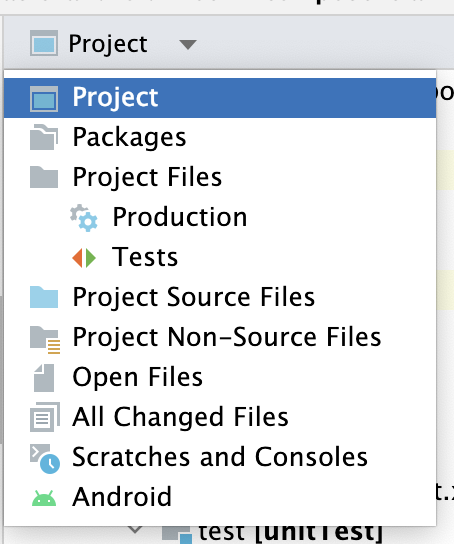 Project
Project
Packages
Project Files
Production
Tests
Project Source Files
Project Non-Source Files
Open Files
All Changed Files
Scratches and Consoles
Android
test [unitTest]